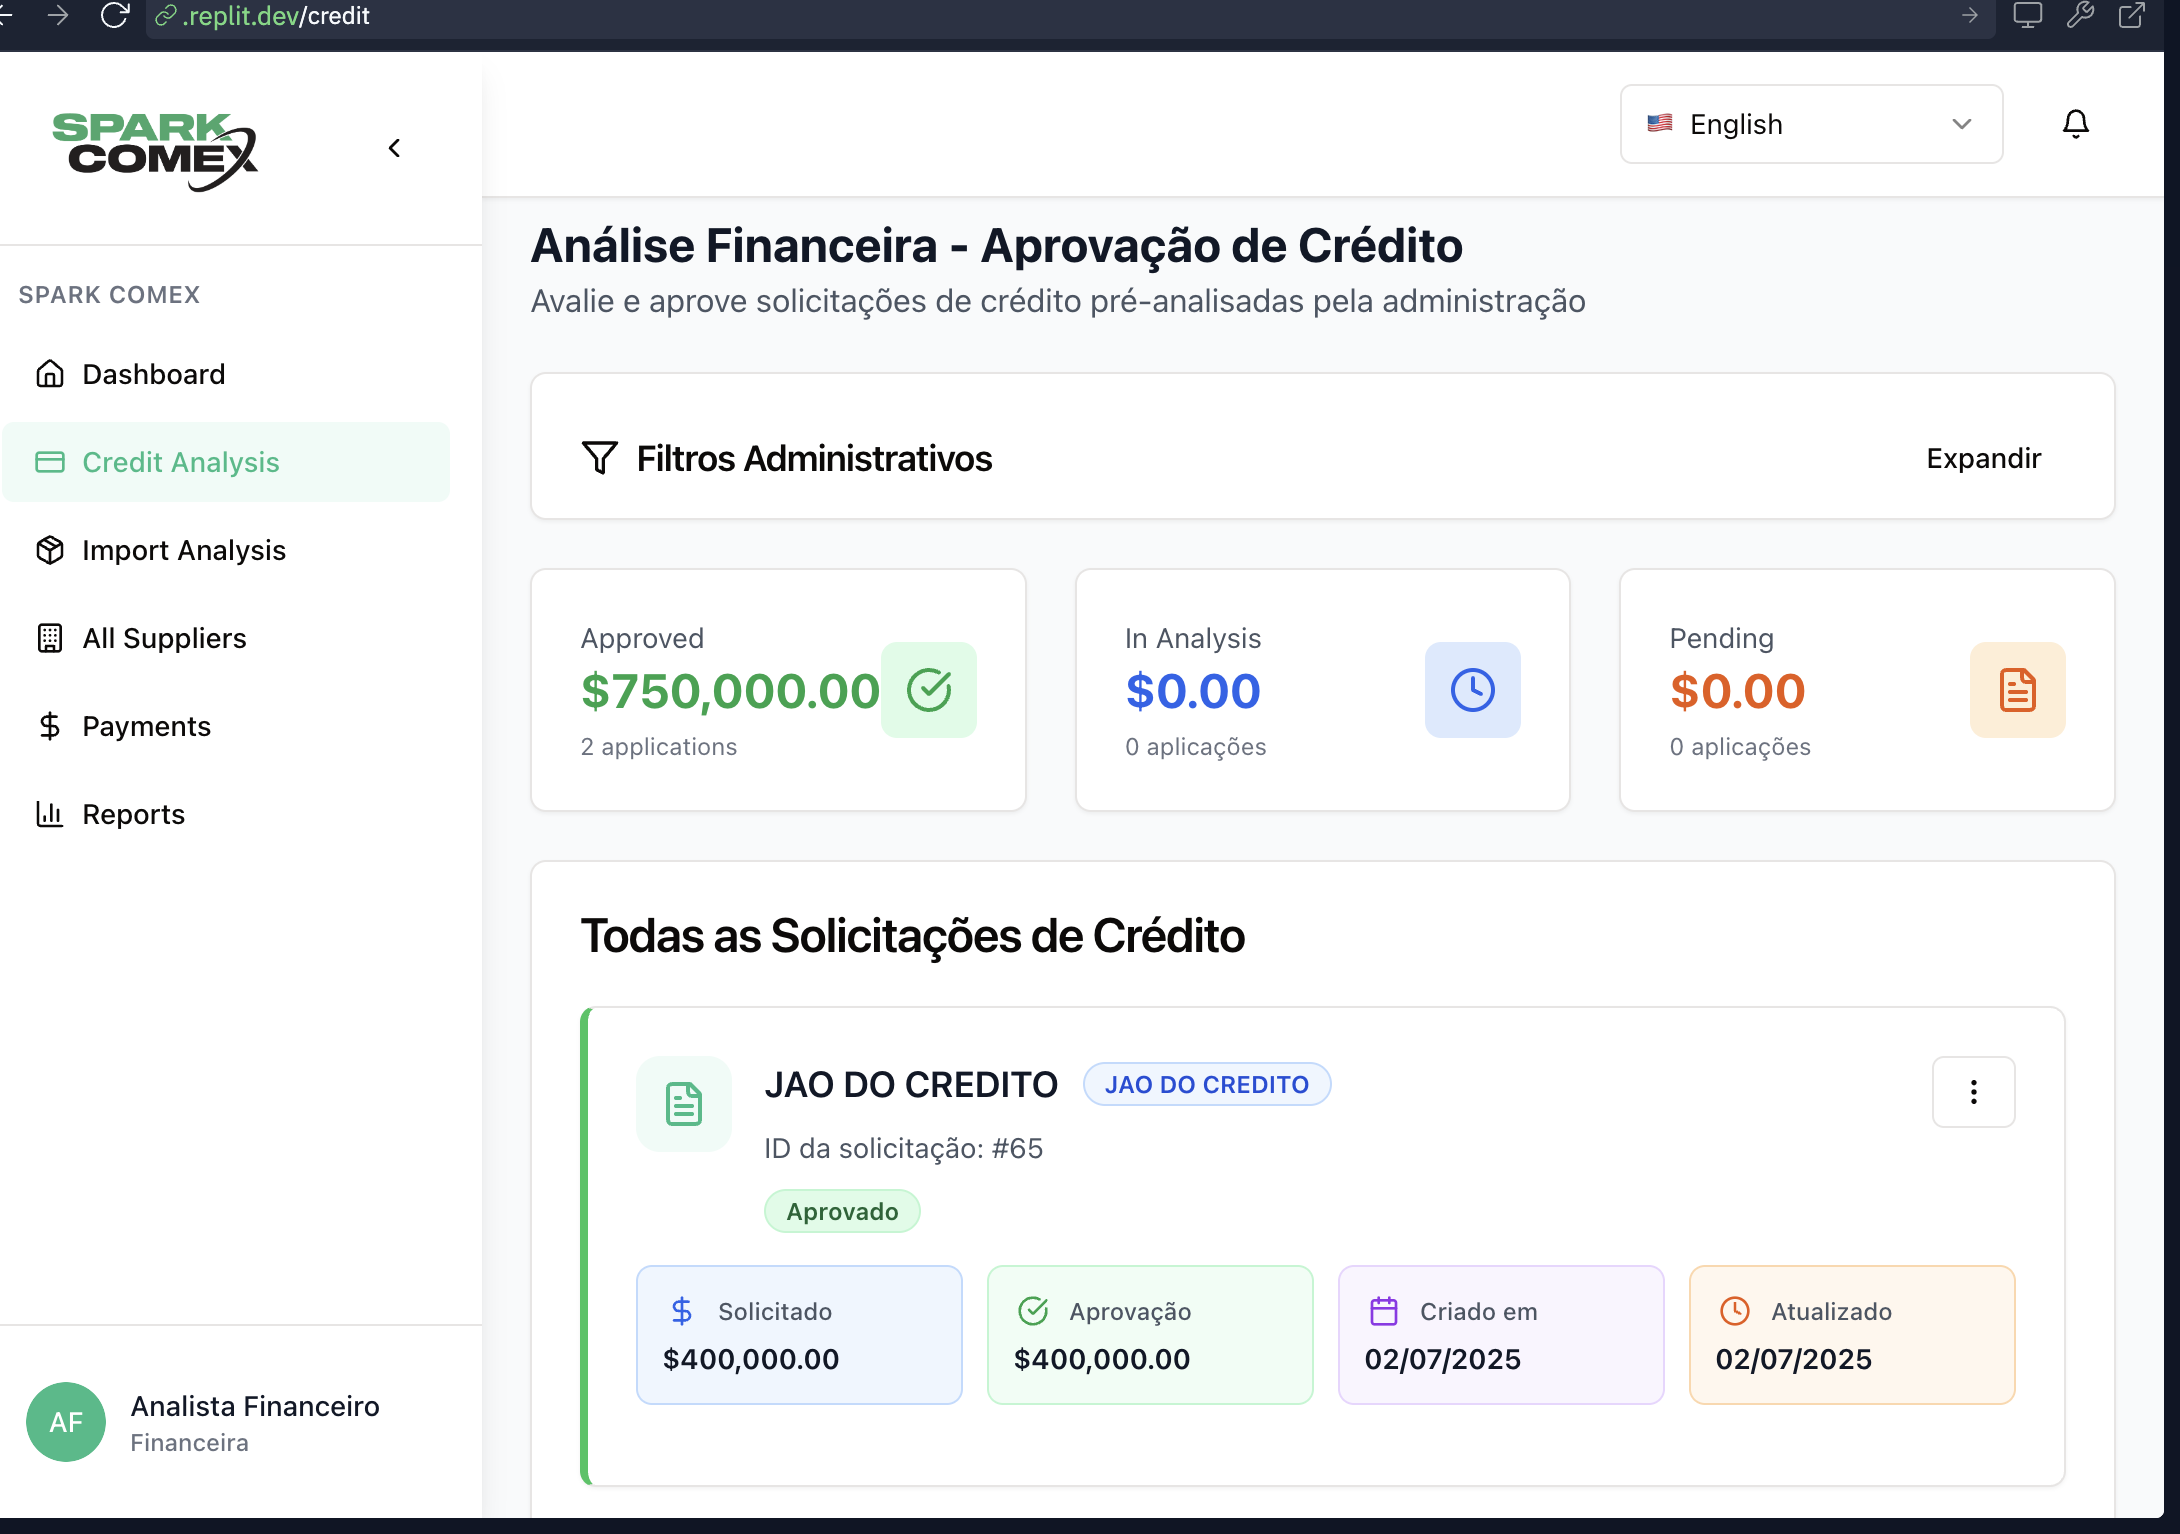 .replit.dev/credit
SPARK
COMEX
English
SPARK COMEX
Dashboard
Credit Analysis
Import Analysis
All Suppliers
Payments
Reports
AF
Analista Financeiro
Financeira
Análise Financeira - Aprovação de Crédito
Avalie e aprove solicitações de crédito pré-analisadas pela administração
Filtros Administrativos
Expandir
Approved
$750,000.00
2 applications
In Analysis
$0.00
0 aplicações
Pending
$0.00
0 aplicações
Todas as Solicitações de Crédito
JAO DO CREDITO
JAO DO CREDITO
ID da solicitação: #65
Aprovado
Solicitado
$400,000.00
Aprovação
$400,000.00
Criado em
02/07/2025
Atualizado
02/07/2025